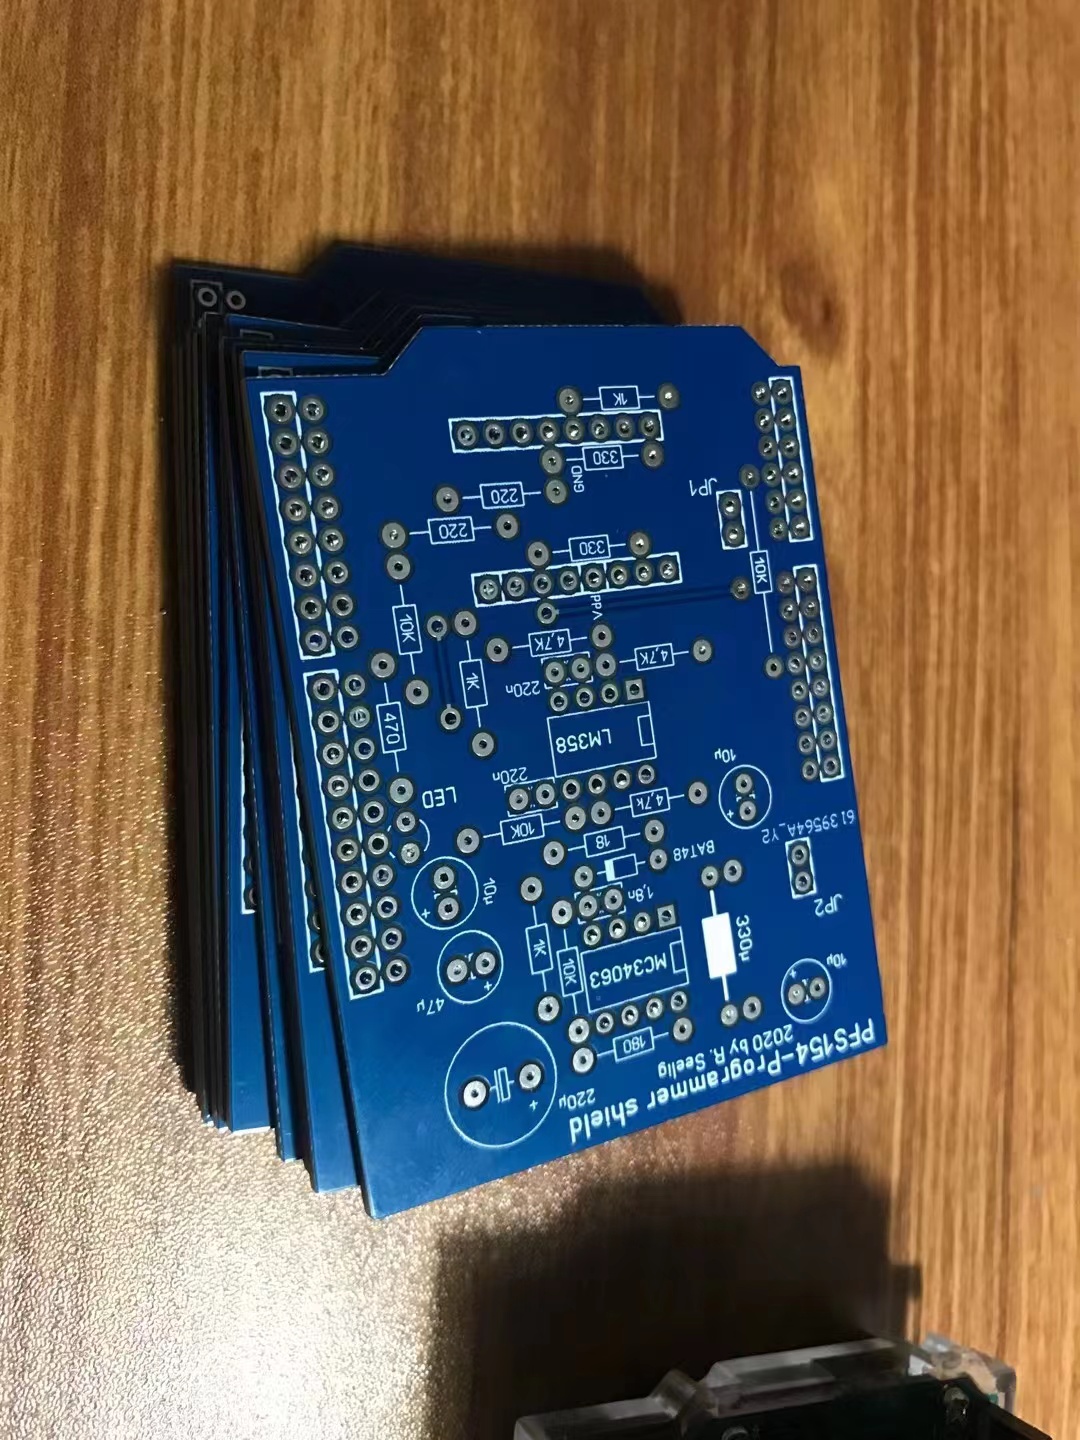 1K
330
GND
220
220
JP1
330
10K
10K
VPP
4,7K
4,7K
1K
220n
470
LM358
220n
10µ
LED
4,7K
10K
18
6139564A_Y2
BAT48
10µ
1,8n
JP2
330µ
1K
10K
MC34063
47µ
10µ
180
220µ
PFS154-Programmer shield
2020 by R. Seelig